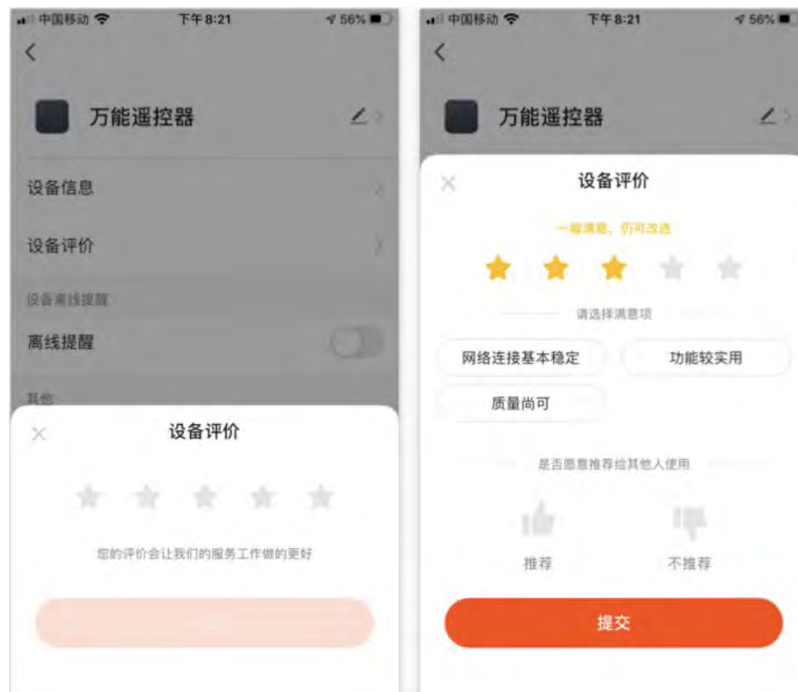 中国移动
下午8:21
56%
万能遥控器
设备信息
设备评价
设备离线提醒
离线提醒
其他
设备评价
您的评价会让我们的服务工作做的更好
中国移动
下午8:21
56%
万能遥控器
设备评价
一般满意，仍可改进
请选择满意项
网络连接基本稳定
功能较实用
质量尚可
是否愿意推荐给其他人使用
推荐
不推荐
提交